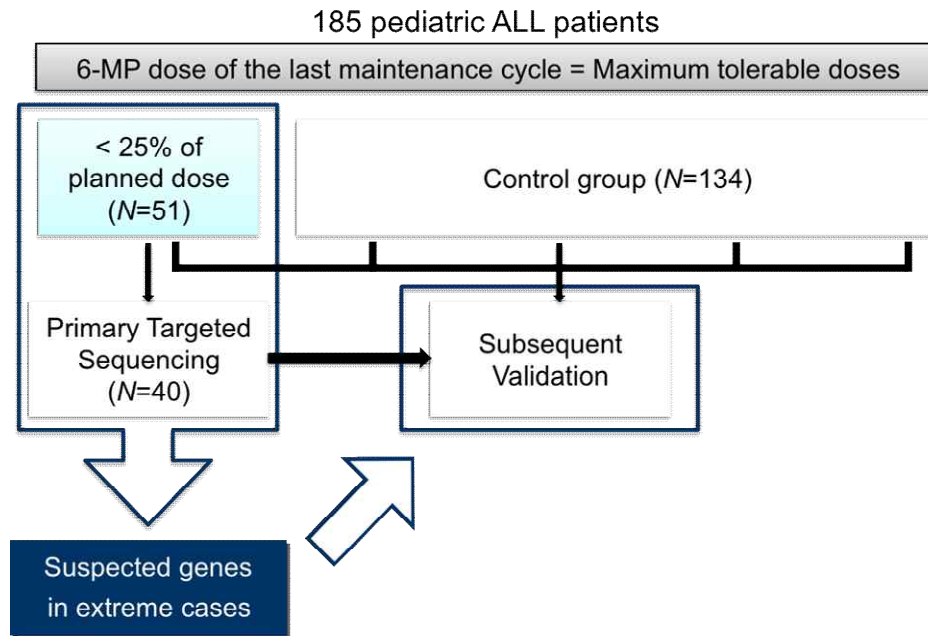 185 pediatric ALL patients
6-MP dose of the last maintenance cycle = Maximum tolerable doses
< 25% of
planned dose
(N=51)
Control group (N=134)
Primary Targeted
Sequencing
(N=40)
Subsequent
Validation
Suspected genes
in extreme cases